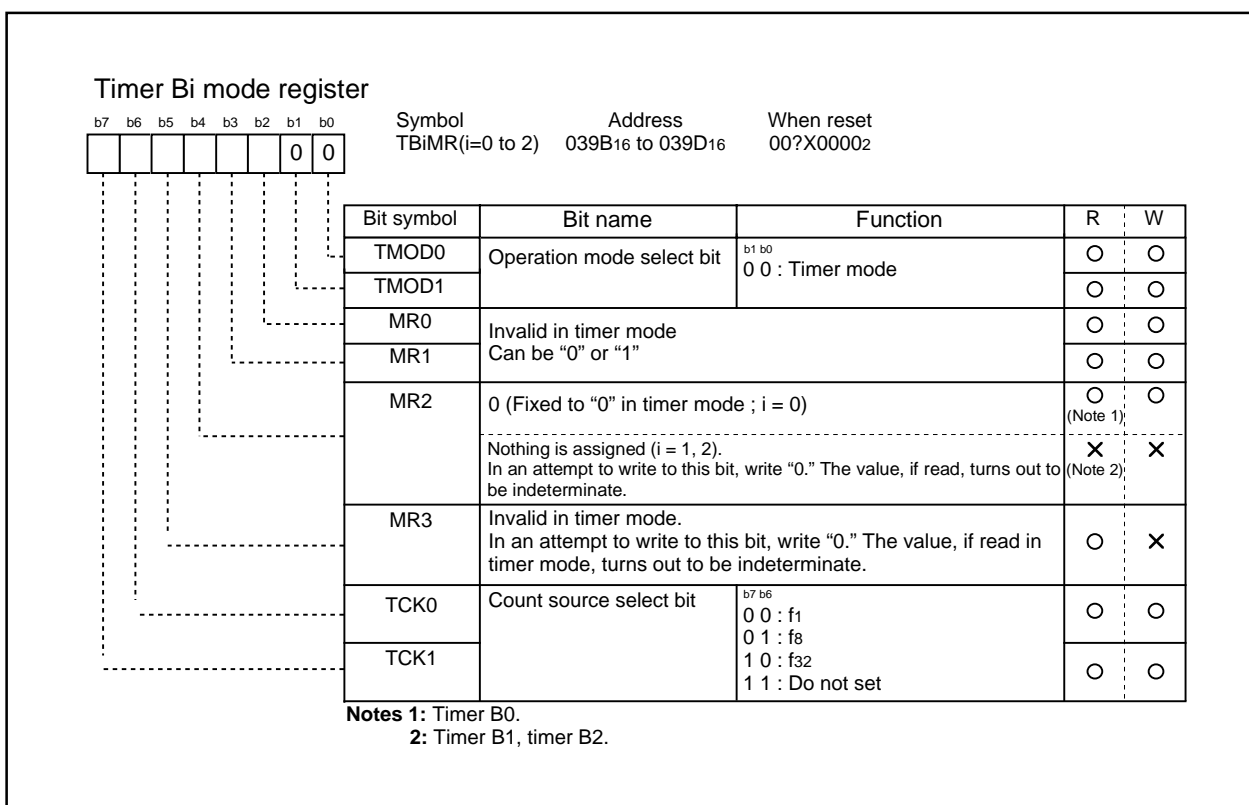 Timer Bi mode register
b7 b6 b5 b4 b3 b2 b1 b0
0 0
Symbol Address When reset
TBiMR(i=0 to 2) 039B16 to 039D16 00?X00002
Bit symbol Bit name Function R W
TMOD0 Operation mode select bit b1 b0
0 0 : Timer mode
TMOD1
MR0 Invalid in timer mode
Can be “0” or “1”
MR1
MR2 0 (Fixed to “0” in timer mode ; i = 0)
(Note 1)
Nothing is assigned (i = 1, 2).
In an attempt to write to this bit, write “0.” The value, if read, turns out to (Note 2)
be indeterminate.
MR3 Invalid in timer mode.
In an attempt to write to this bit, write “0.” The value, if read in
timer mode, turns out to be indeterminate.
TCK0 Count source select bit b7 b6
0 0 : f1
0 1 : f8
TCK1 1 0 : f32
1 1 : Do not set
Notes 1: Timer B0.
2: Timer B1, timer B2.